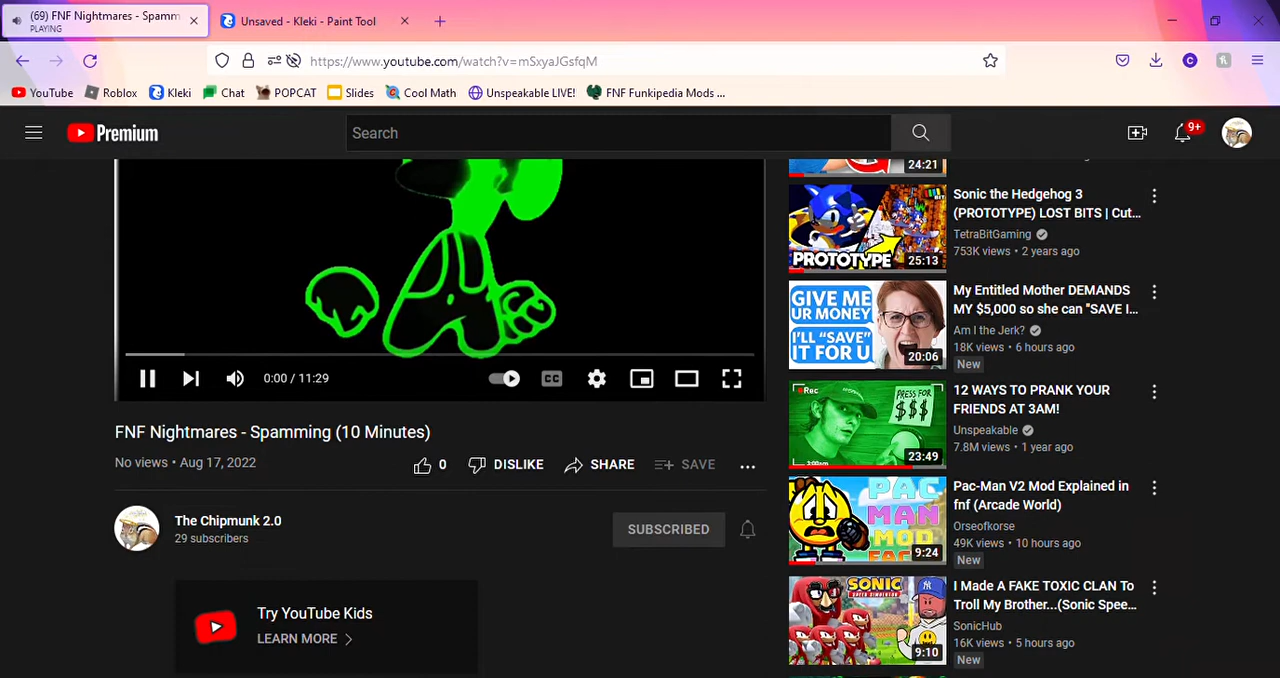 (69) FNF Nightmares - Spamm
PLAYING
Unsaved - Kleki - Paint Tool
https://www.youtube.com/watch?v=mSxyaJGsfqM
YouTube Roblox Kleki Chat POPCAT Slides Cool Math Unspeakable LIVE! FNF Funkipedia Mods ...
Premium
Search
9+
24:21
Sonic the Hedgehog 3
(PROTOTYPE) LOST BITS | Cut...
TetraBitGaming
753K views • 2 years ago
PROTOTYPE
25:13
GIVE ME
UR MONEY
I'LL "SAVE"
IT FOR U
20:06
My Entitled Mother DEMANDS
MY $5,000 so she can "SAVE I...
Am I the Jerk?
18K views • 6 hours ago
New
0:00 / 11:29
CC
Rec
PRESS FOR
$$$
3:00am
23:49
12 WAYS TO PRANK YOUR
FRIENDS AT 3AM!
Unspeakable
7.8M views • 1 year ago
FNF Nightmares - Spamming (10 Minutes)
No views • Aug 17, 2022
0 DISLIKE SHARE SAVE ...
PAC
MAN
MOD
9:24
Pac-Man V2 Mod Explained in
fnf (Arcade World)
Orseofkorse
49K views • 10 hours ago
New
The Chipmunk 2.0
29 subscribers
SUBSCRIBED
SONIC
9:10
I Made A FAKE TOXIC CLAN To
Troll My Brother...(Sonic Spee...
SonicHub
16K views • 5 hours ago
New
Try YouTube Kids
LEARN MORE